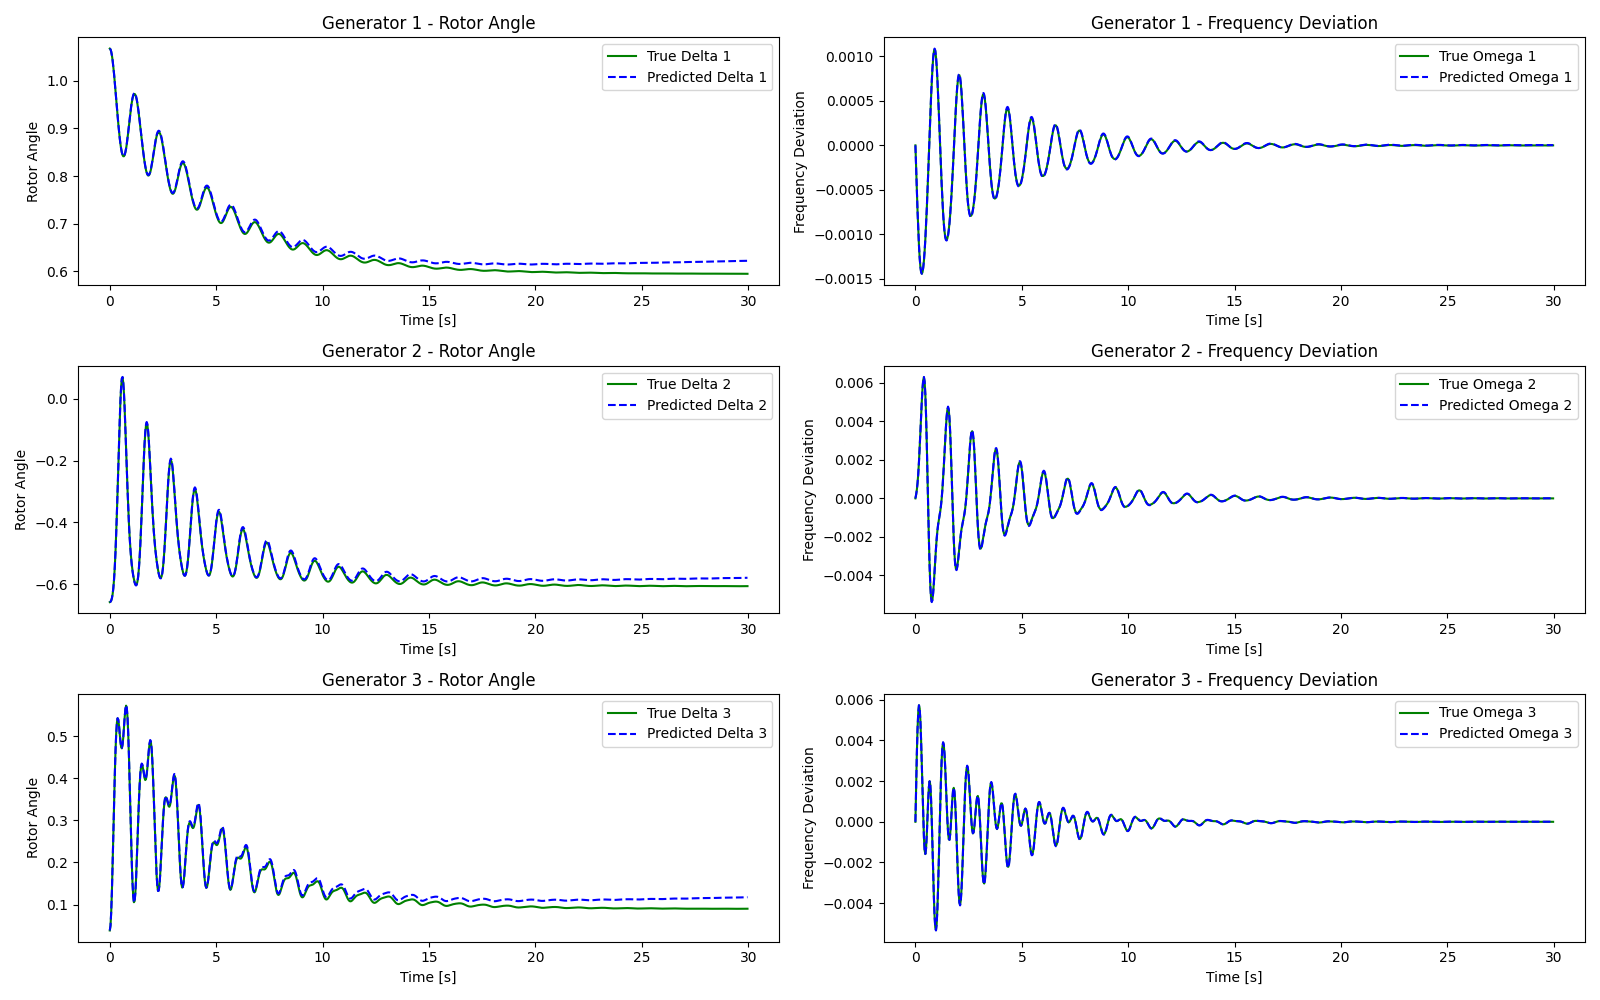 Generator 1 - Rotor Angle
Rotor Angle
1.0
0.9
0.8
0.7
0.6
True Delta 1
Predicted Delta 1
0 5 10 15 20 25 30
Time [s]
Generator 1 - Frequency Deviation
Frequency Deviation
0.0010
0.0005
0.0000
−0.0005
−0.0010
−0.0015
True Omega 1
Predicted Omega 1
0 5 10 15 20 25 30
Time [s]
Generator 2 - Rotor Angle
Rotor Angle
0.0
−0.2
−0.4
−0.6
True Delta 2
Predicted Delta 2
0 5 10 15 20 25 30
Time [s]
Generator 2 - Frequency Deviation
Frequency Deviation
0.006
0.004
0.002
0.000
−0.002
−0.004
True Omega 2
Predicted Omega 2
0 5 10 15 20 25 30
Time [s]
Generator 3 - Rotor Angle
Rotor Angle
0.5
0.4
0.3
0.2
0.1
True Delta 3
Predicted Delta 3
0 5 10 15 20 25 30
Time [s]
Generator 3 - Frequency Deviation
Frequency Deviation
0.006
0.004
0.002
0.000
−0.002
−0.004
True Omega 3
Predicted Omega 3
0 5 10 15 20 25 30
Time [s]